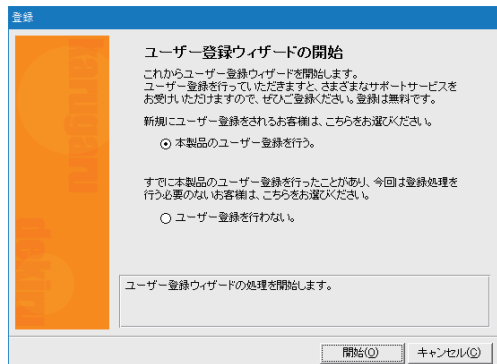 登録
ユーザー登録ウィザードの開始
これからユーザー登録ウィザードを開始します。
ユーザー登録を行っていただきますと、さまざまなサポートサービスを
お受けいただけますので、ぜひご登録ください。登録は無料です。
新規にユーザー登録をされるお客様は、こちらをお選びください。
本製品のユーザー登録を行う。
すでに本製品のユーザー登録を行ったことがあり、今回は登録処理を
行う必要のないお客様は、こちらをお選びください。
ユーザー登録を行わない。
ユーザー登録ウィザードの処理を開始します。
開始(O) キャンセル(C)